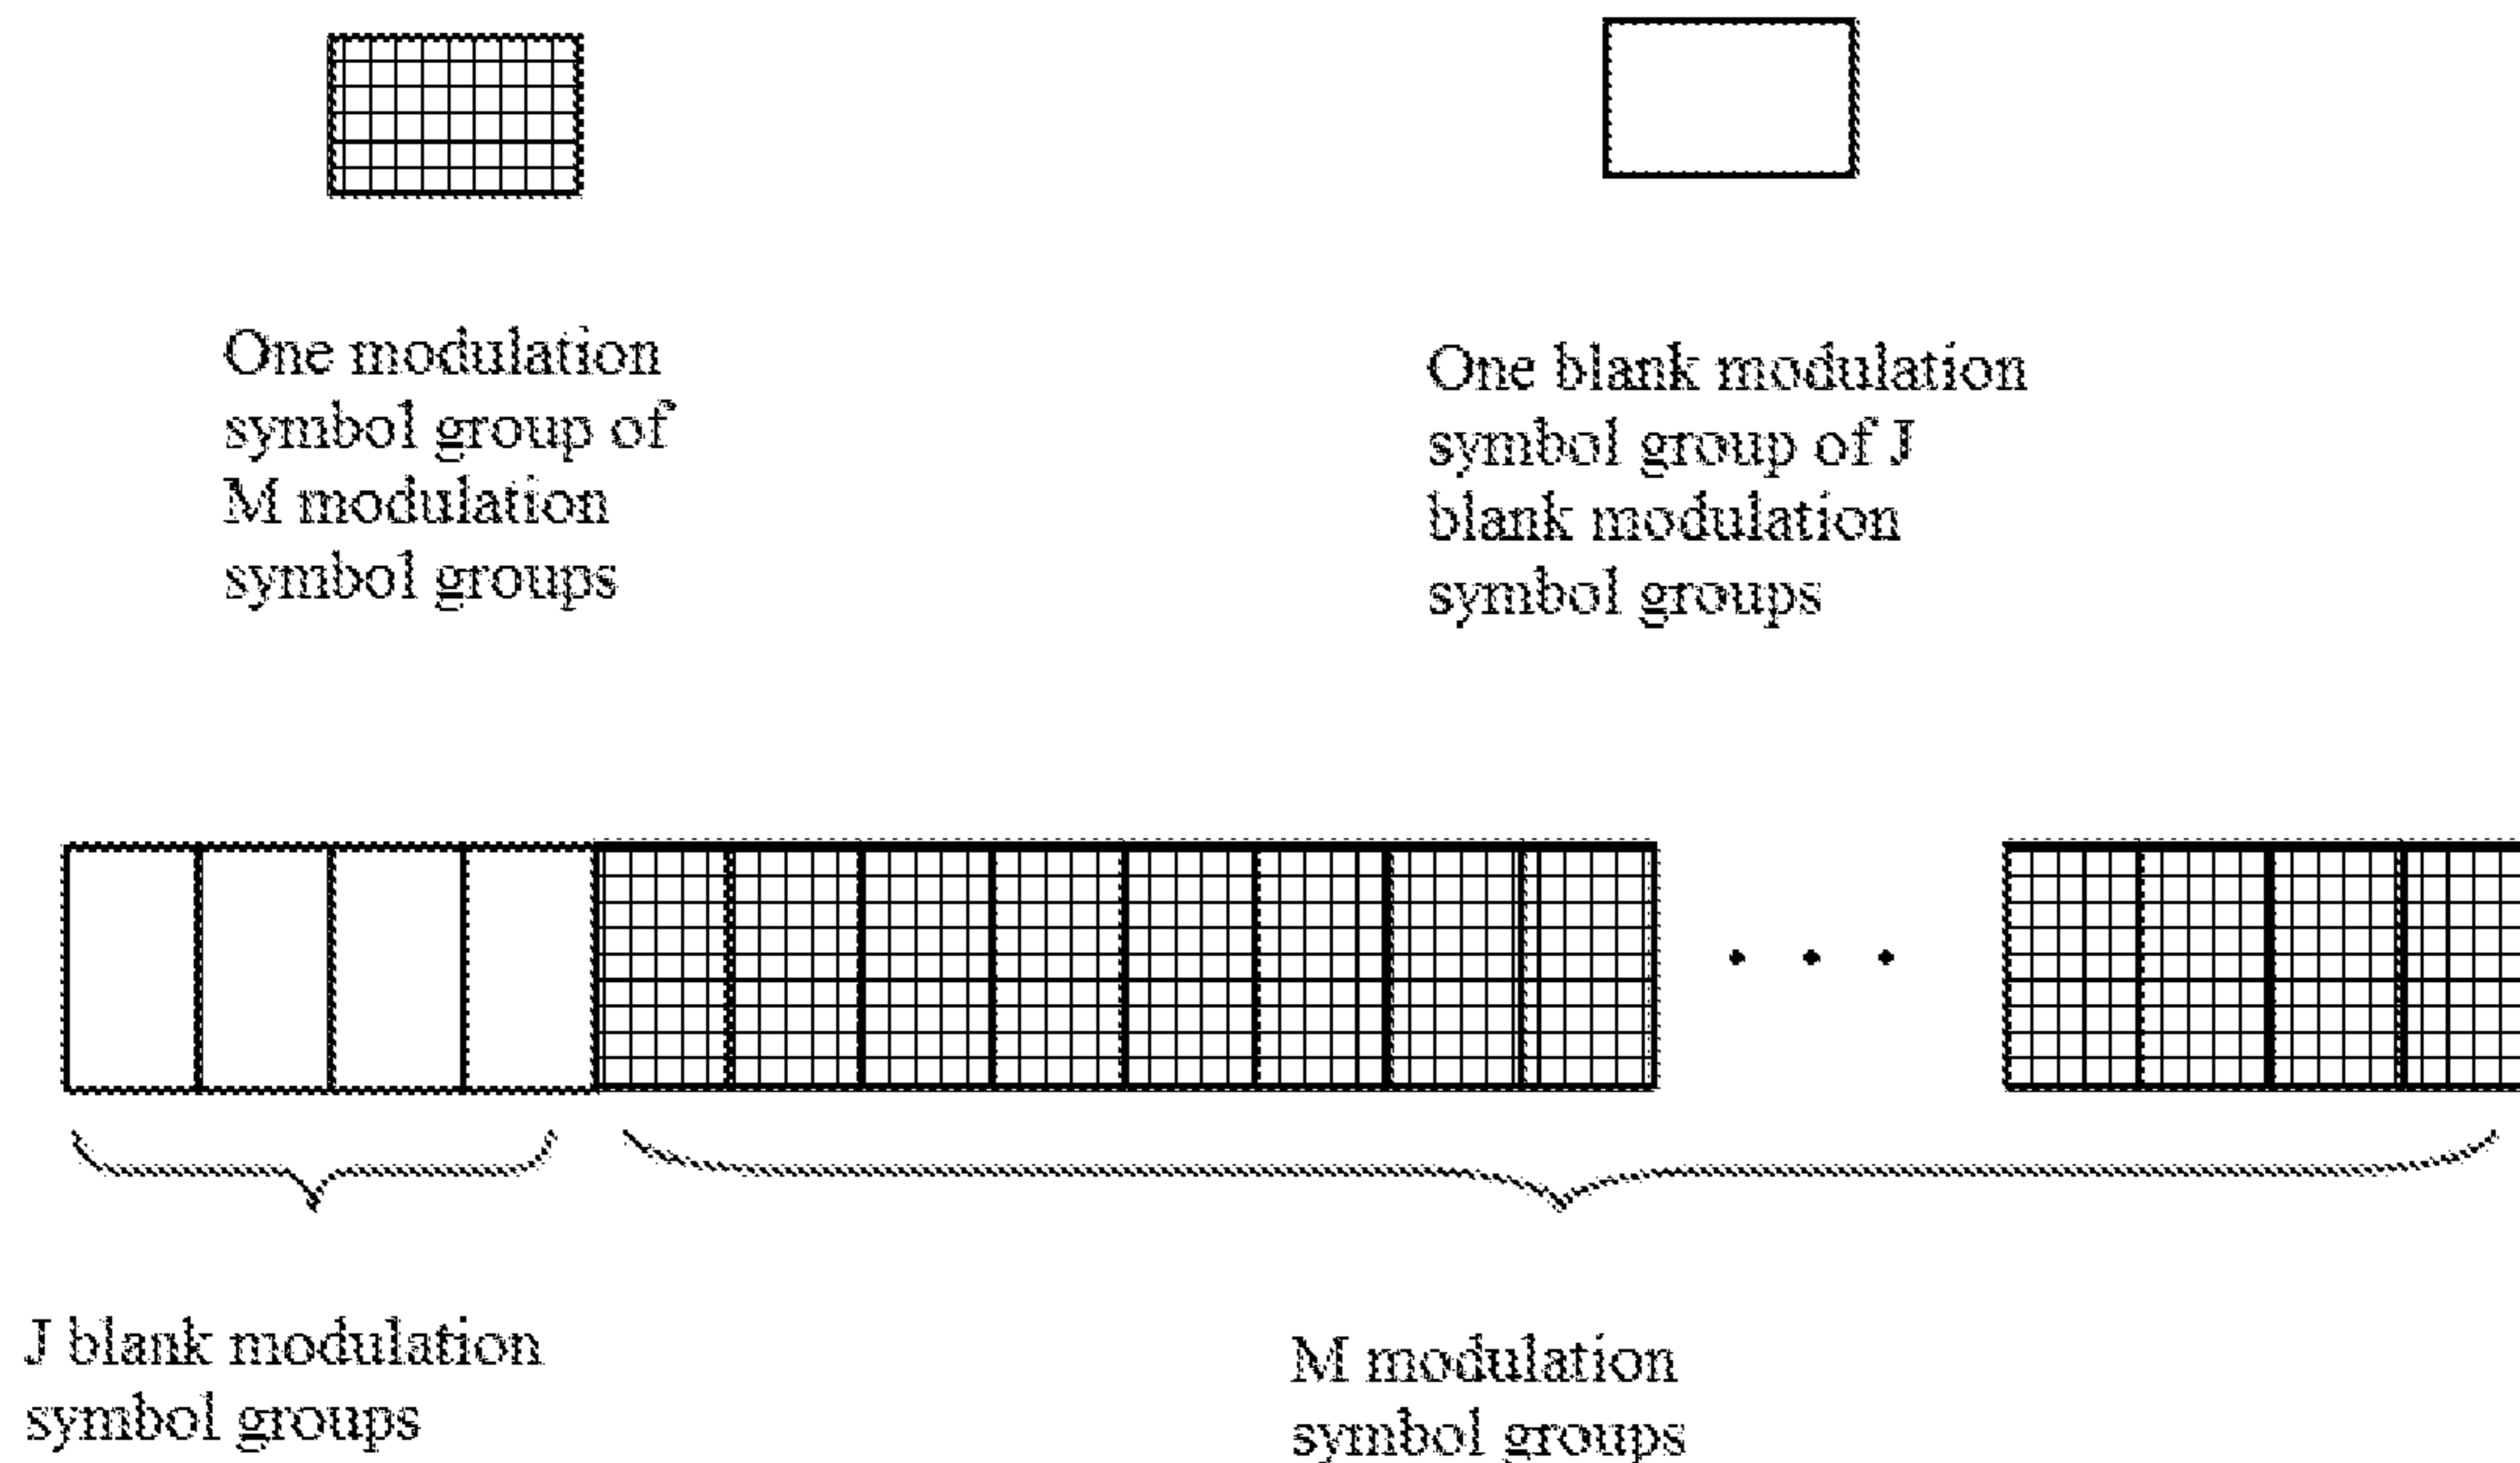 One modulation
symbol group of
M modulation
symbol groups
One blank modulation
symbol group of J
blank modulation
symbol groups
J blank modulation
symbol groups
M modulation
symbol groups